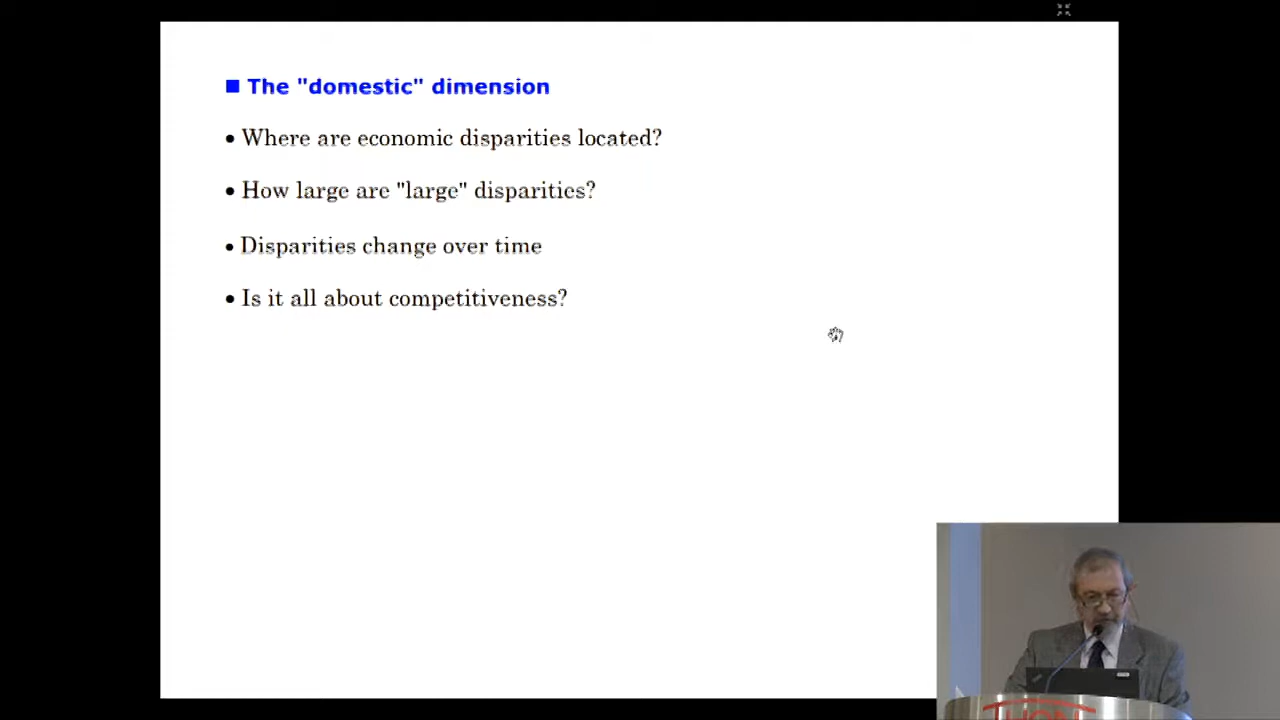 ■ The "domestic" dimension
• Where are economic disparities located?
• How large are "large" disparities?
• Disparities change over time
• Is it all about competitiveness?
THON